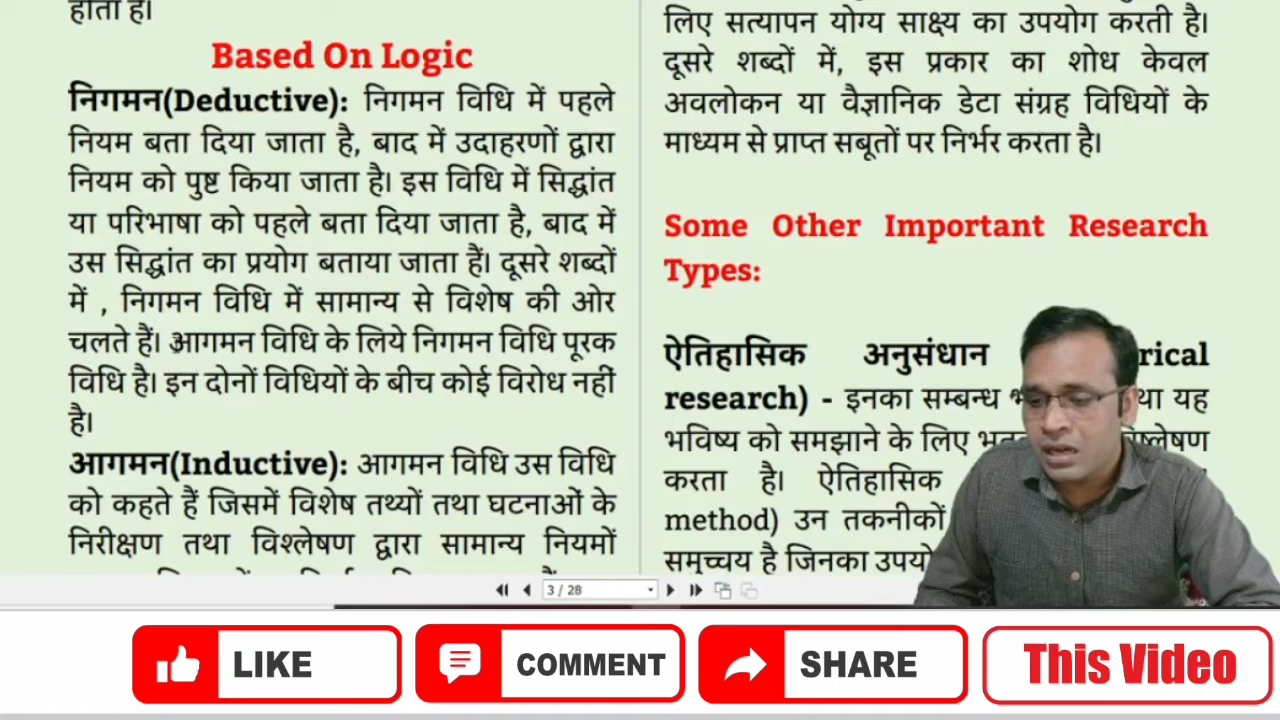 होता है।
Based On Logic
निगमन(Deductive): निगमन विधि में पहले
नियम बता दिया जाता है, बाद में उदाहरणों द्वारा
नियम को पुष्ट किया जाता है। इस विधि में सिद्धांत
या परिभाषा को पहले बता दिया जाता है, बाद में
उस सिद्धांत का प्रयोग बताया जाता हैं। दूसरे शब्दों
में , निगमन विधि में सामान्य से विशेष की ओर
चलते हैं। आगमन विधि के लिये निगमन विधि पूरक
विधि है। इन दोनों विधियों के बीच कोई विरोध नहीं
है।
आगमन(Inductive): आगमन विधि उस विधि
को कहते हैं जिसमें विशेष तथ्यों तथा घटनाओं के
निरीक्षण तथा विश्लेषण द्वारा सामान्य नियमों
लिए सत्यापन योग्य साक्ष्य का उपयोग करती है।
दूसरे शब्दों में, इस प्रकार का शोध केवल
अवलोकन या वैज्ञानिक डेटा संग्रह विधियों के
माध्यम से प्राप्त सबूतों पर निर्भर करता है।
Some Other Important Research
Types:
ऐतिहासिक अनुसंधान rical
research) - इनका सम्बन्ध था यह
भविष्य को समझाने के लिए
करता है। ऐतिहासिक
method) उन तकनीकों
समुच्चय है जिनका
3 / 28
LIKE
COMMENT
SHARE
This Video